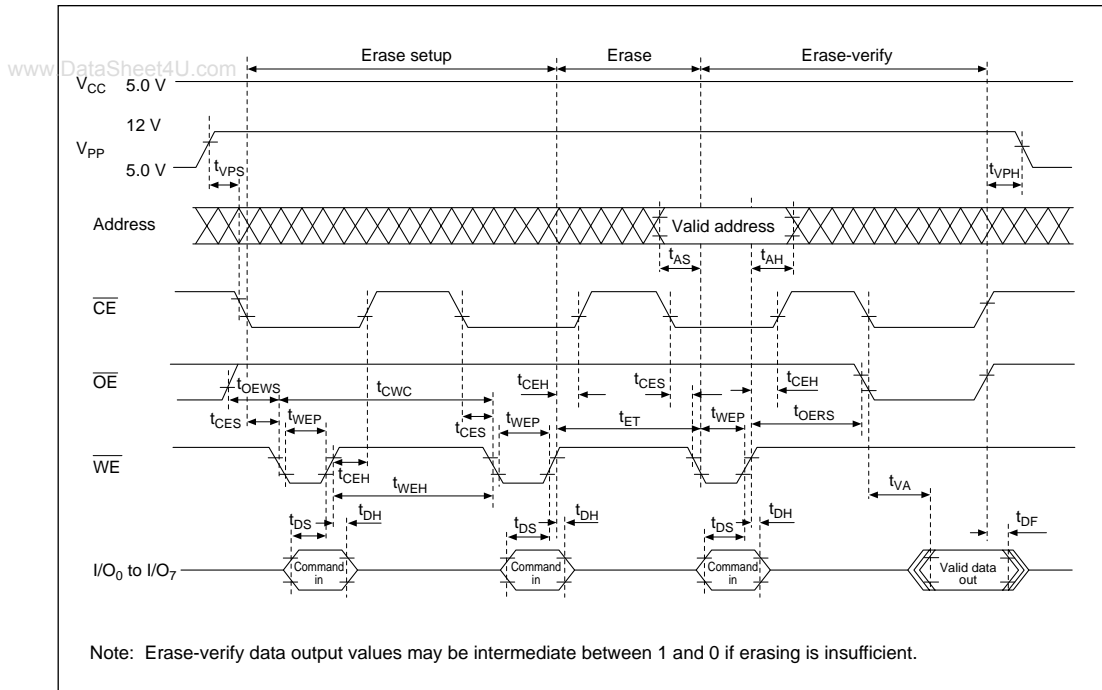 Erase setup Erase Erase-verify
www.DataSheet4U.com
VCC 5.0 V
12 V
VPP
5.0 V
tVPS tVPH
Address Valid address
tAS tAH
CE
OE
tOEWS tCWC tCEH tCES tCEH
tCES tWEP tCES tWEP tET tWEP tOERS
WE
tCEH
tWEH tVA
tDS tDH tDS tDH tDS tDH tDF
I/O0 to I/O7 Command in Command in Command in Valid data out
Note: Erase-verify data output values may be intermediate between 1 and 0 if erasing is insufficient.